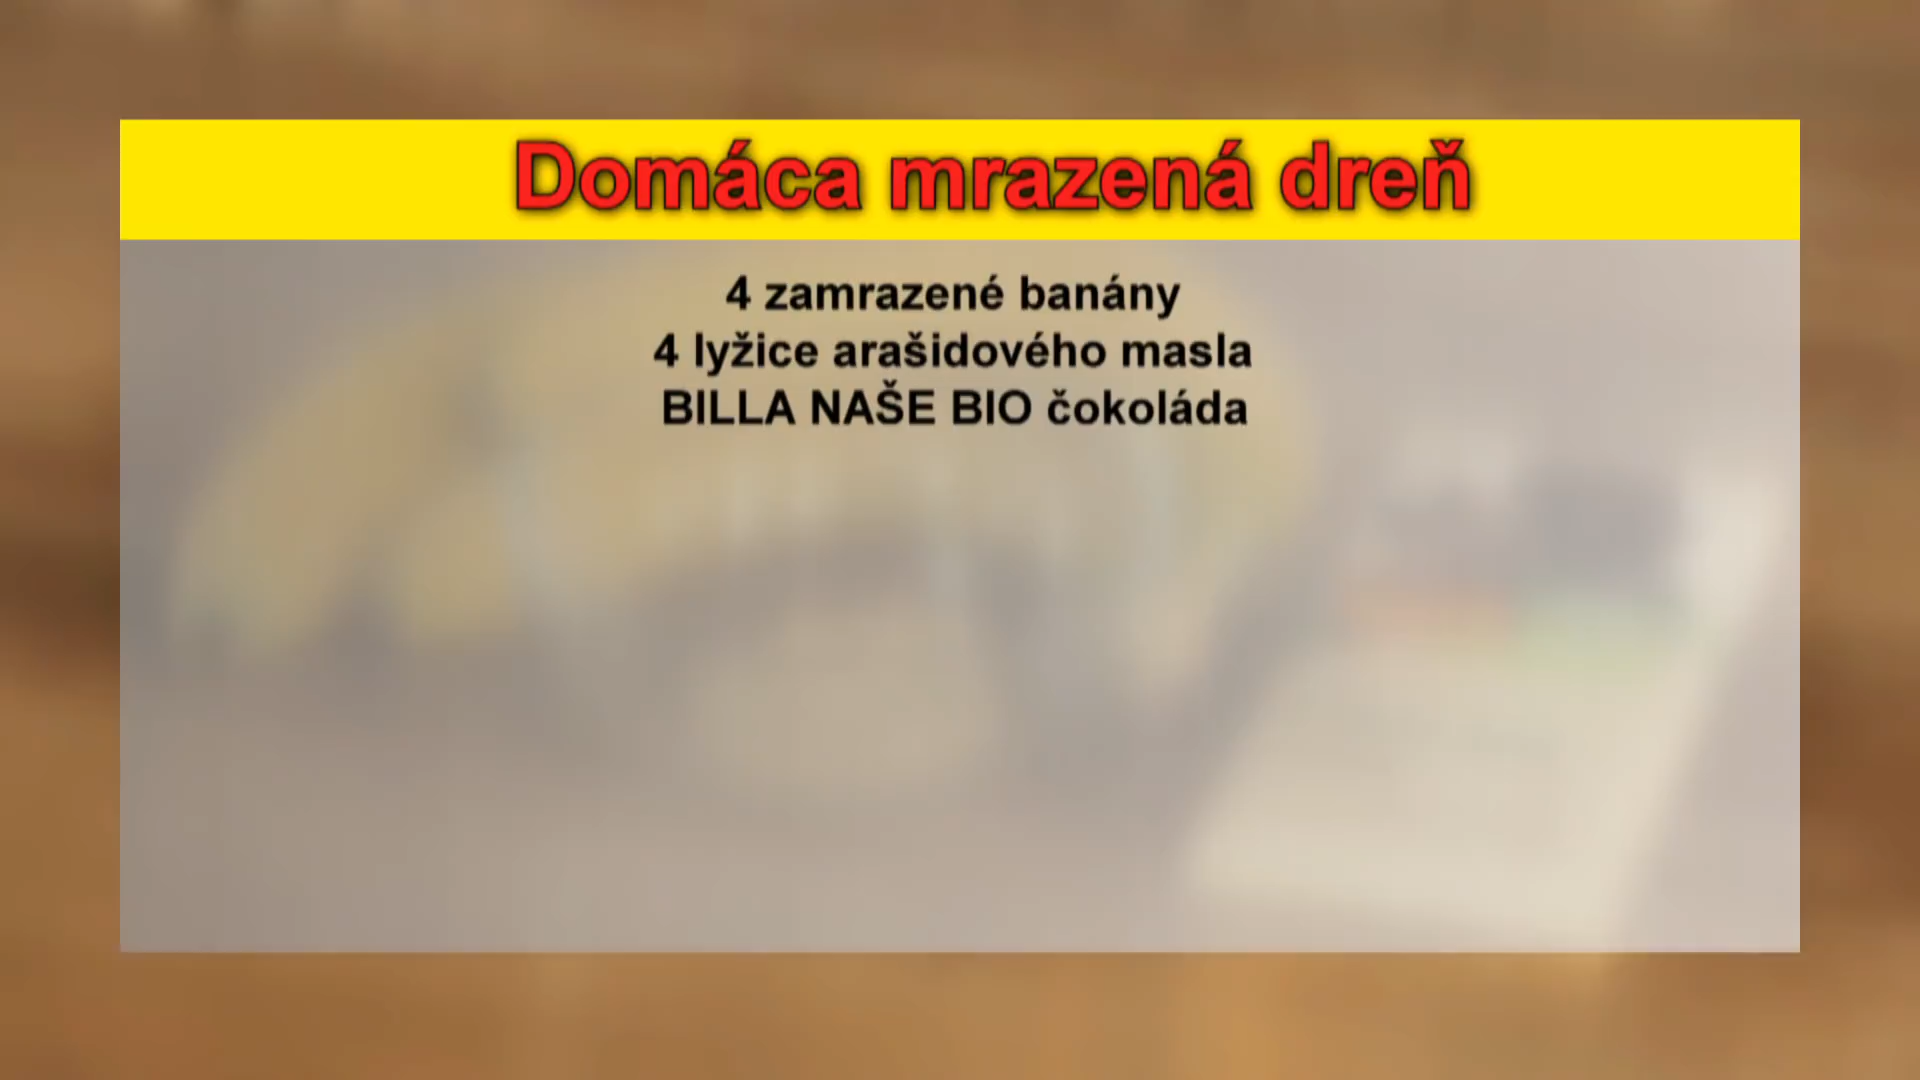 Domáca mrazená dreň
4 zamrazené banány
4 lyžice arašidového masla
BILLA NAŠE BIO čokoláda